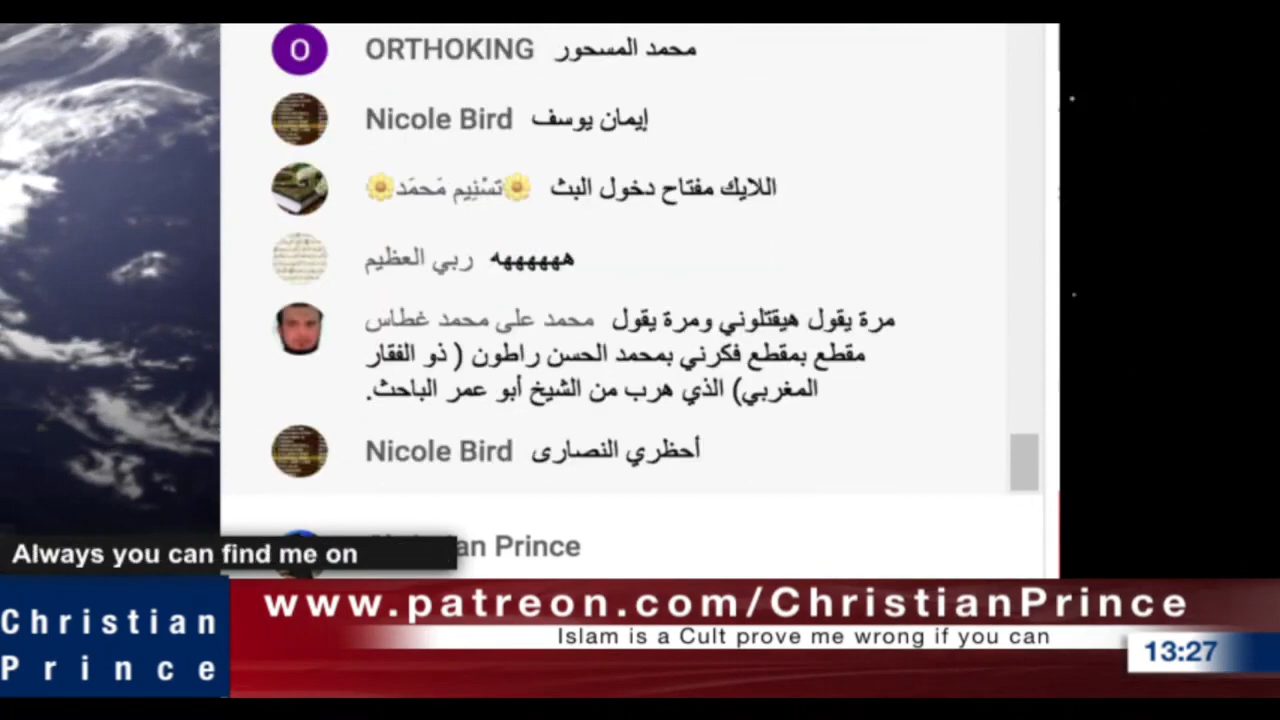 ORTHOKING محمد المسحور
Nicole Bird إيمان يوسف
🌼تسْنِيم مَحمَد🌼 اللايك مفتاح دخول البث
ربي العظيم ههههههه
محمد على محمد غطاس مرة يقول هيقتلوني ومرة يقول
مقطع بمقطع فكرني بمحمد الحسن راطون ( ذو الفقار
المغربي) الذي هرب من الشيخ أبو عمر الباحث.
Nicole Bird أحظري النصارى
an Prince
Always you can find me on
Christian
Prince
www.patreon.com/ChristianPrince
Islam is a Cult prove me wrong if you can
13:27